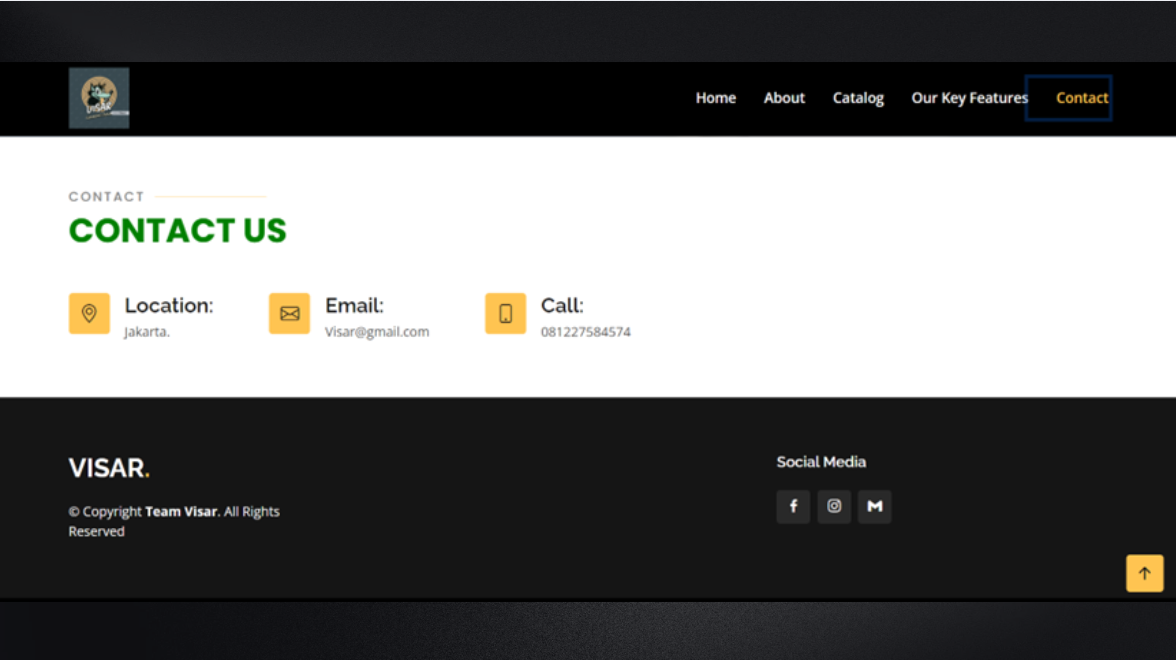 VISAR
Home About Catalog Our Key Features Contact
CONTACT
CONTACT US
Location:
Jakarta.
Email:
Visar@gmail.com
Call:
081227584574
VISAR.
© Copyright Team Visar. All Rights
Reserved
Social Media